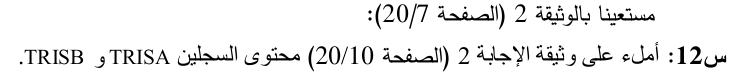 مستعينا بالوثيقة 2 (الصفحة 20/7):
س12: أملء على وثيقة الإجابة 2 (الصفحة 20/10) محتوى السجلين TRISA و TRISB.